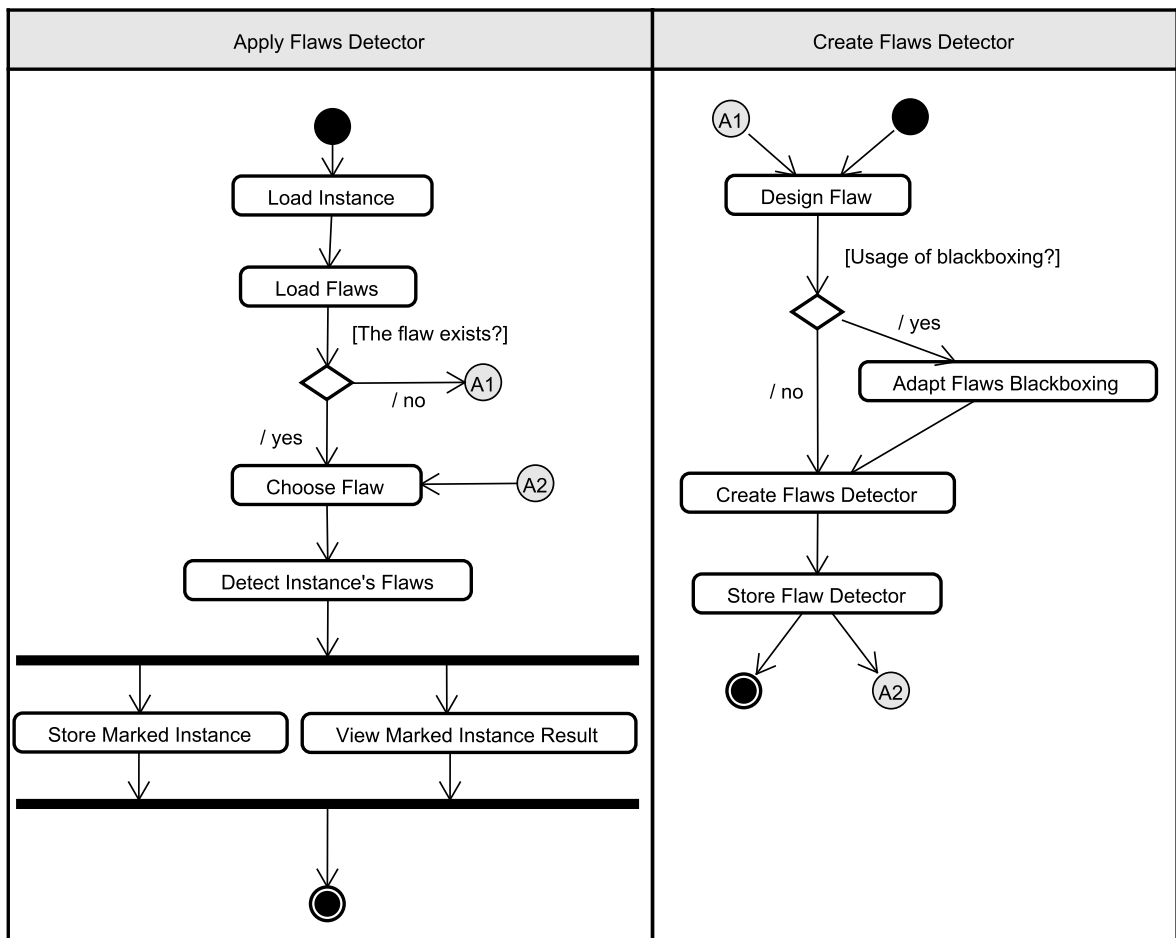 Apply Flaws Detector
Load Instance
Load Flaws
[The flaw exists?]
A1
/ no
/ yes
Choose Flaw
A2
Detect Instance's Flaws
Store Marked Instance
View Marked Instance Result
Create Flaws Detector
A1
Design Flaw
[Usage of blackboxing?]
/ yes
Adapt Flaws Blackboxing
/ no
Create Flaws Detector
Store Flaw Detector
A2